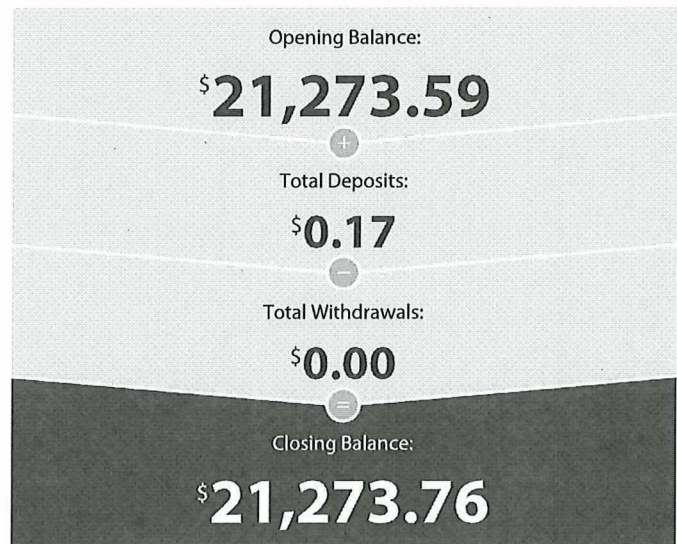 Opening Balance:
$21,273.59
+
Total Deposits:
$0.17
−
Total Withdrawals:
$0.00
=
Closing Balance:
$21,273.76